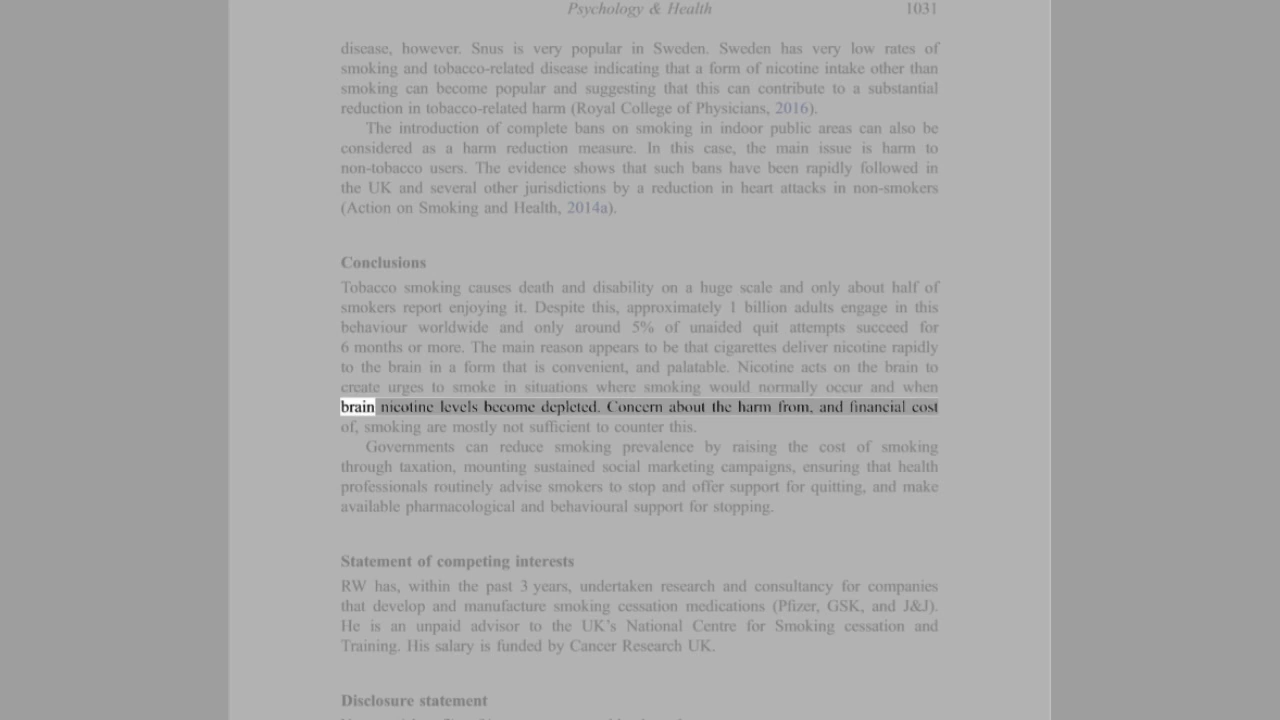 Psychology & Health 1031
disease, however. Snus is very popular in Sweden. Sweden has very low rates of
smoking and tobacco-related disease indicating that a form of nicotine intake other than
smoking can become popular and suggesting that this can contribute to a substantial
reduction in tobacco-related harm (Royal College of Physicians, 2016).
The introduction of complete bans on smoking in indoor public areas can also be
considered as a harm reduction measure. In this case, the main issue is harm to
non-tobacco users. The evidence shows that such bans have been rapidly followed in
the UK and several other jurisdictions by a reduction in heart attacks in non-smokers
(Action on Smoking and Health, 2014a).
Conclusions
Tobacco smoking causes death and disability on a huge scale and only about half of
smokers report enjoying it. Despite this, approximately 1 billion adults engage in this
behaviour worldwide and only around 5% of unaided quit attempts succeed for
6 months or more. The main reason appears to be that cigarettes deliver nicotine rapidly
to the brain in a form that is convenient, and palatable. Nicotine acts on the brain to
create urges to smoke in situations where smoking would normally occur and when
brain nicotine levels become depleted. Concern about the harm from, and financial cost
of, smoking are mostly not sufficient to counter this.
Governments can reduce smoking prevalence by raising the cost of smoking
through taxation, mounting sustained social marketing campaigns, ensuring that health
professionals routinely advise smokers to stop and offer support for quitting, and make
available pharmacological and behavioural support for stopping.
Statement of competing interests
RW has, within the past 3 years, undertaken research and consultancy for companies
that develop and manufacture smoking cessation medications (Pfizer, GSK, and J&J).
He is an unpaid advisor to the UK's National Centre for Smoking cessation and
Training. His salary is funded by Cancer Research UK.
Disclosure statement